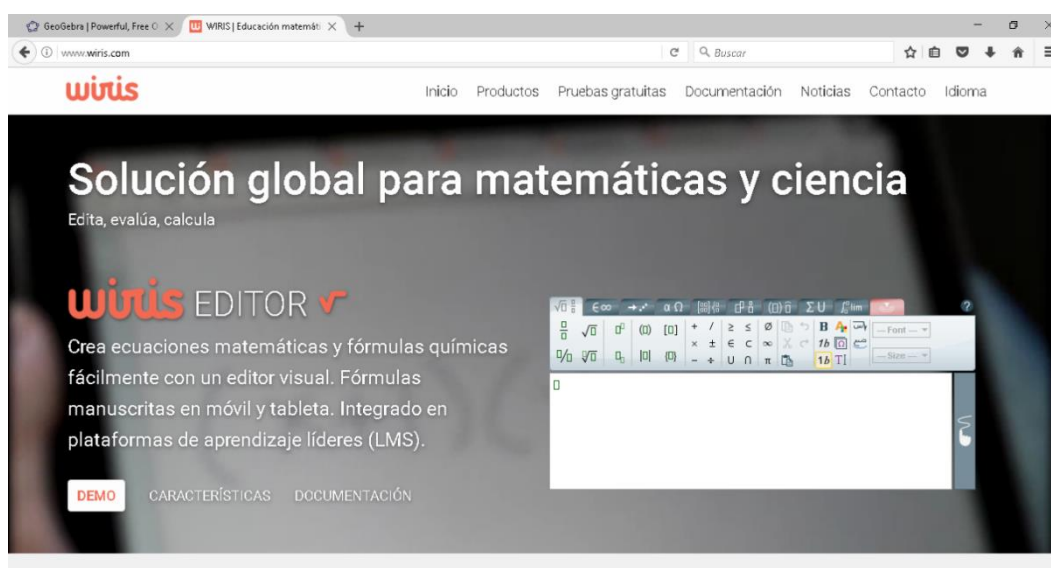 GeoGebra | Powerful, Free O
WIRIS | Educación matemáti
www.wiris.com
Buscar
wiris
Inicio Productos Pruebas gratuitas Documentación Noticias Contacto Idioma
Solución global para matemáticas y ciencia
Edita, evalúa, calcula
wiris EDITOR
Crea ecuaciones matemáticas y fórmulas químicas
fácilmente con un editor visual. Fórmulas
manuscritas en móvil y tableta. Integrado en
plataformas de aprendizaje líderes (LMS).
DEMO CARACTERÍSTICAS DOCUMENTACIÓN
— Font —
— Size —